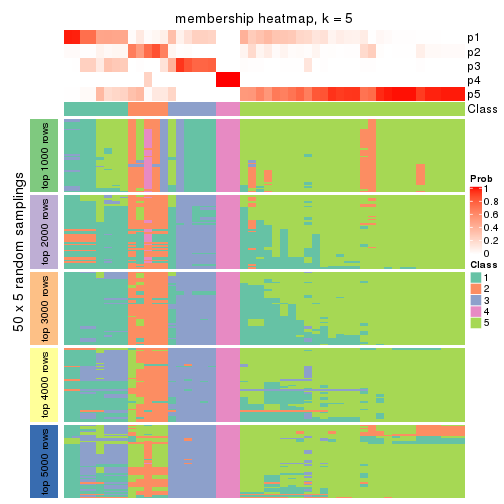 membership heatmap, k = 5
p1
p2
p3
p4
p5
Class
50 x 5 random samplings
top 1000 rows
top 2000 rows
top 3000 rows
top 4000 rows
top 5000 rows
Prob
1
0.8
0.6
0.4
0.2
0
Class
1
2
3
4
5